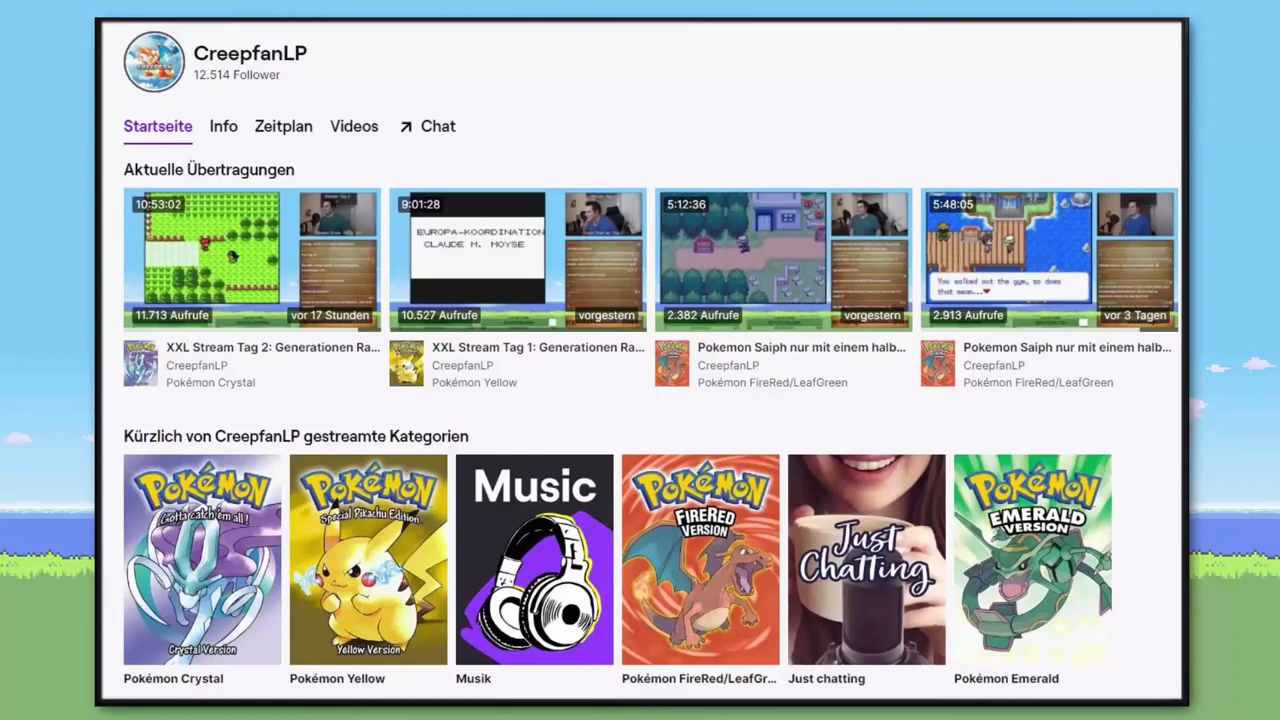 CreepfanLP
12.514 Follower
Startseite Info Zeitplan Videos Chat
Aktuelle Übertragungen
10:53:02
11.713 Aufrufe vor 17 Stunden
XXL Stream Tag 2: Generationen Ra...
CreepfanLP
Pokémon Crystal
9:01:28
EUROPA-KOORDINATION
CLAUDE M. MOYSE
10.527 Aufrufe vorgestern
XXL Stream Tag 1: Generationen Ra...
CreepfanLP
Pokémon Yellow
5:12:36
2.382 Aufrufe vorgestern
Pokemon Saiph nur mit einem halb...
CreepfanLP
Pokémon FireRed/LeafGreen
5:48:05
You walked out the gym, so does
that mean...
2.913 Aufrufe vor 3 Tagen
Pokemon Saiph nur mit einem halb...
CreepfanLP
Pokémon FireRed/LeafGreen
Kürzlich von CreepfanLP gestreamte Kategorien
POKéMON
Gotta catch 'em all!
Crystal Version
Pokémon Crystal
POKéMON
Special Pikachu Edition
Yellow Version
Pokémon Yellow
Music
Musik
POKéMON
FIRERED
VERSION
Pokémon FireRed/LeafGr...
Just
Chatting
Just chatting
POKéMON
EMERALD
VERSION
Pokémon Emerald